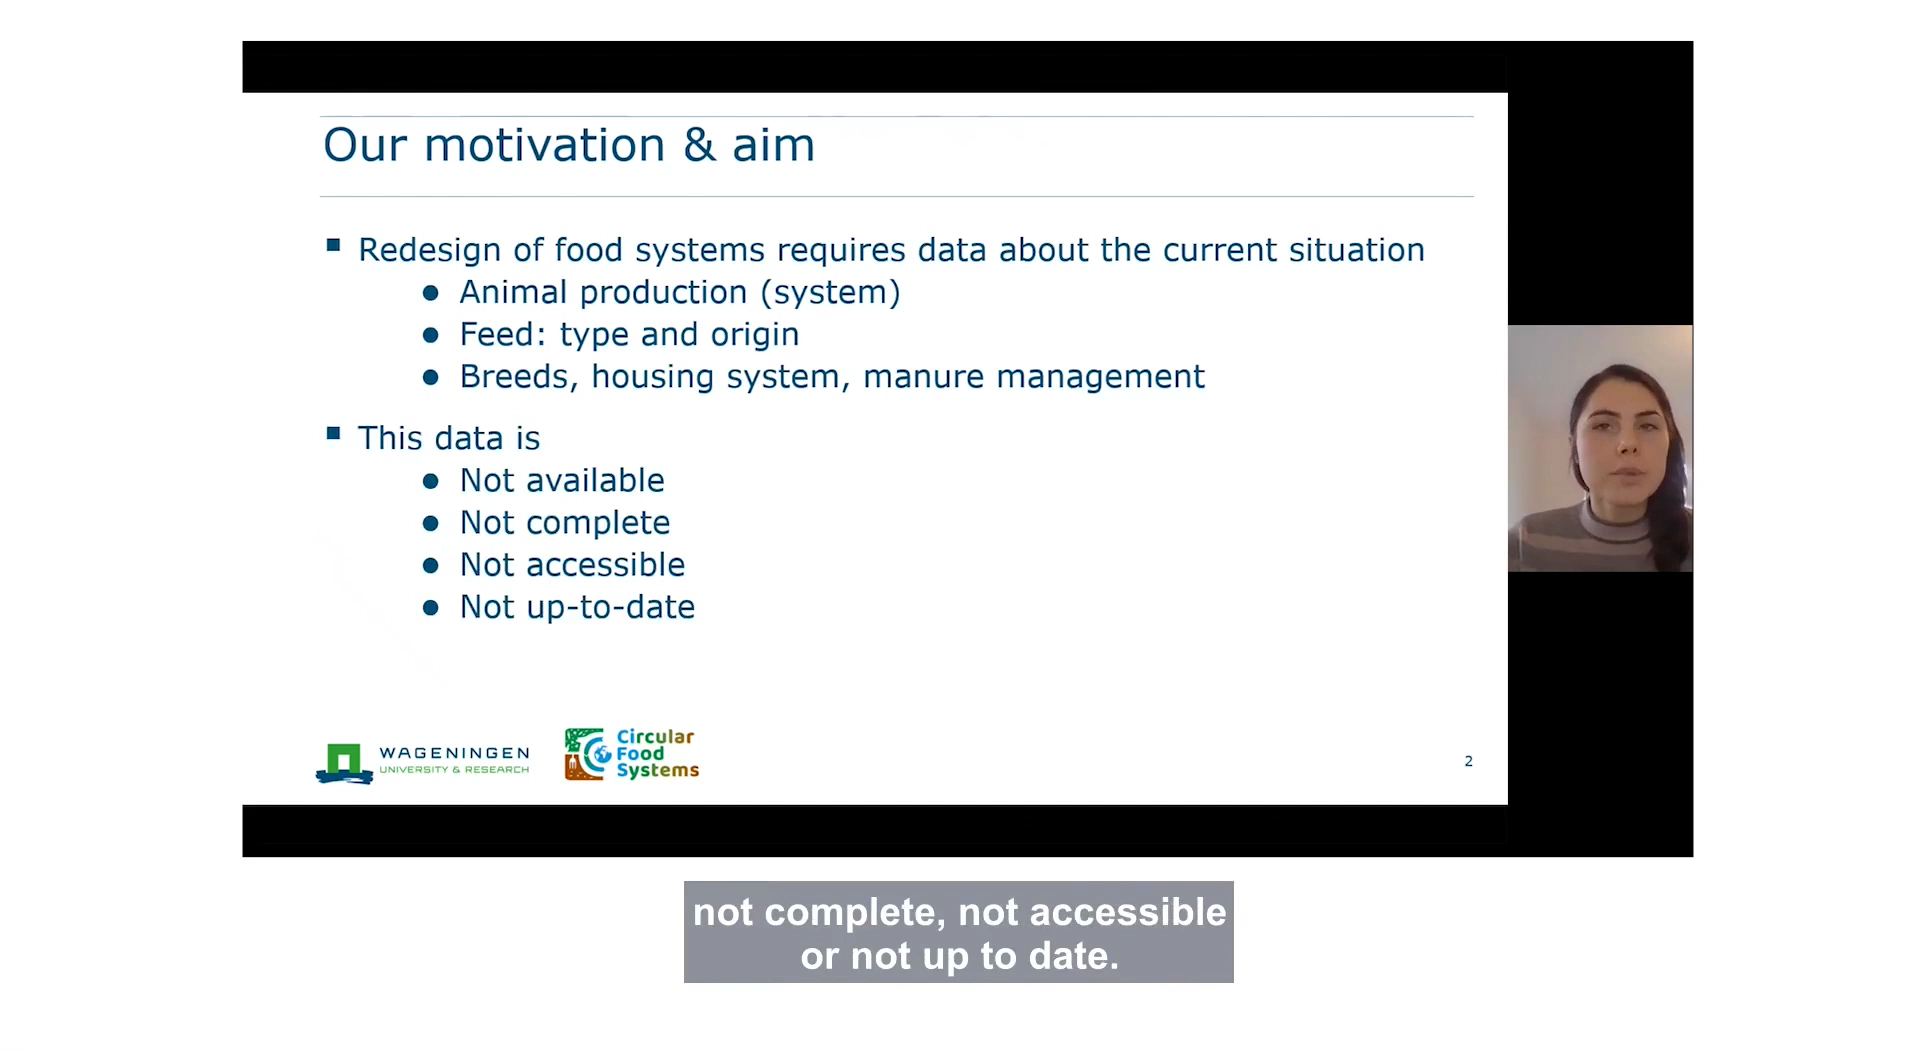 Our motivation & aim
Redesign of food systems requires data about the current situation
Animal production (system)
Feed: type and origin
Breeds, housing system, manure management
This data is
Not available
Not complete
Not accessible
Not up-to-date
WAGENINGEN
UNIVERSITY & RESEARCH
Circular
Food
Systems
2
not complete, not accessible
or not up to date.